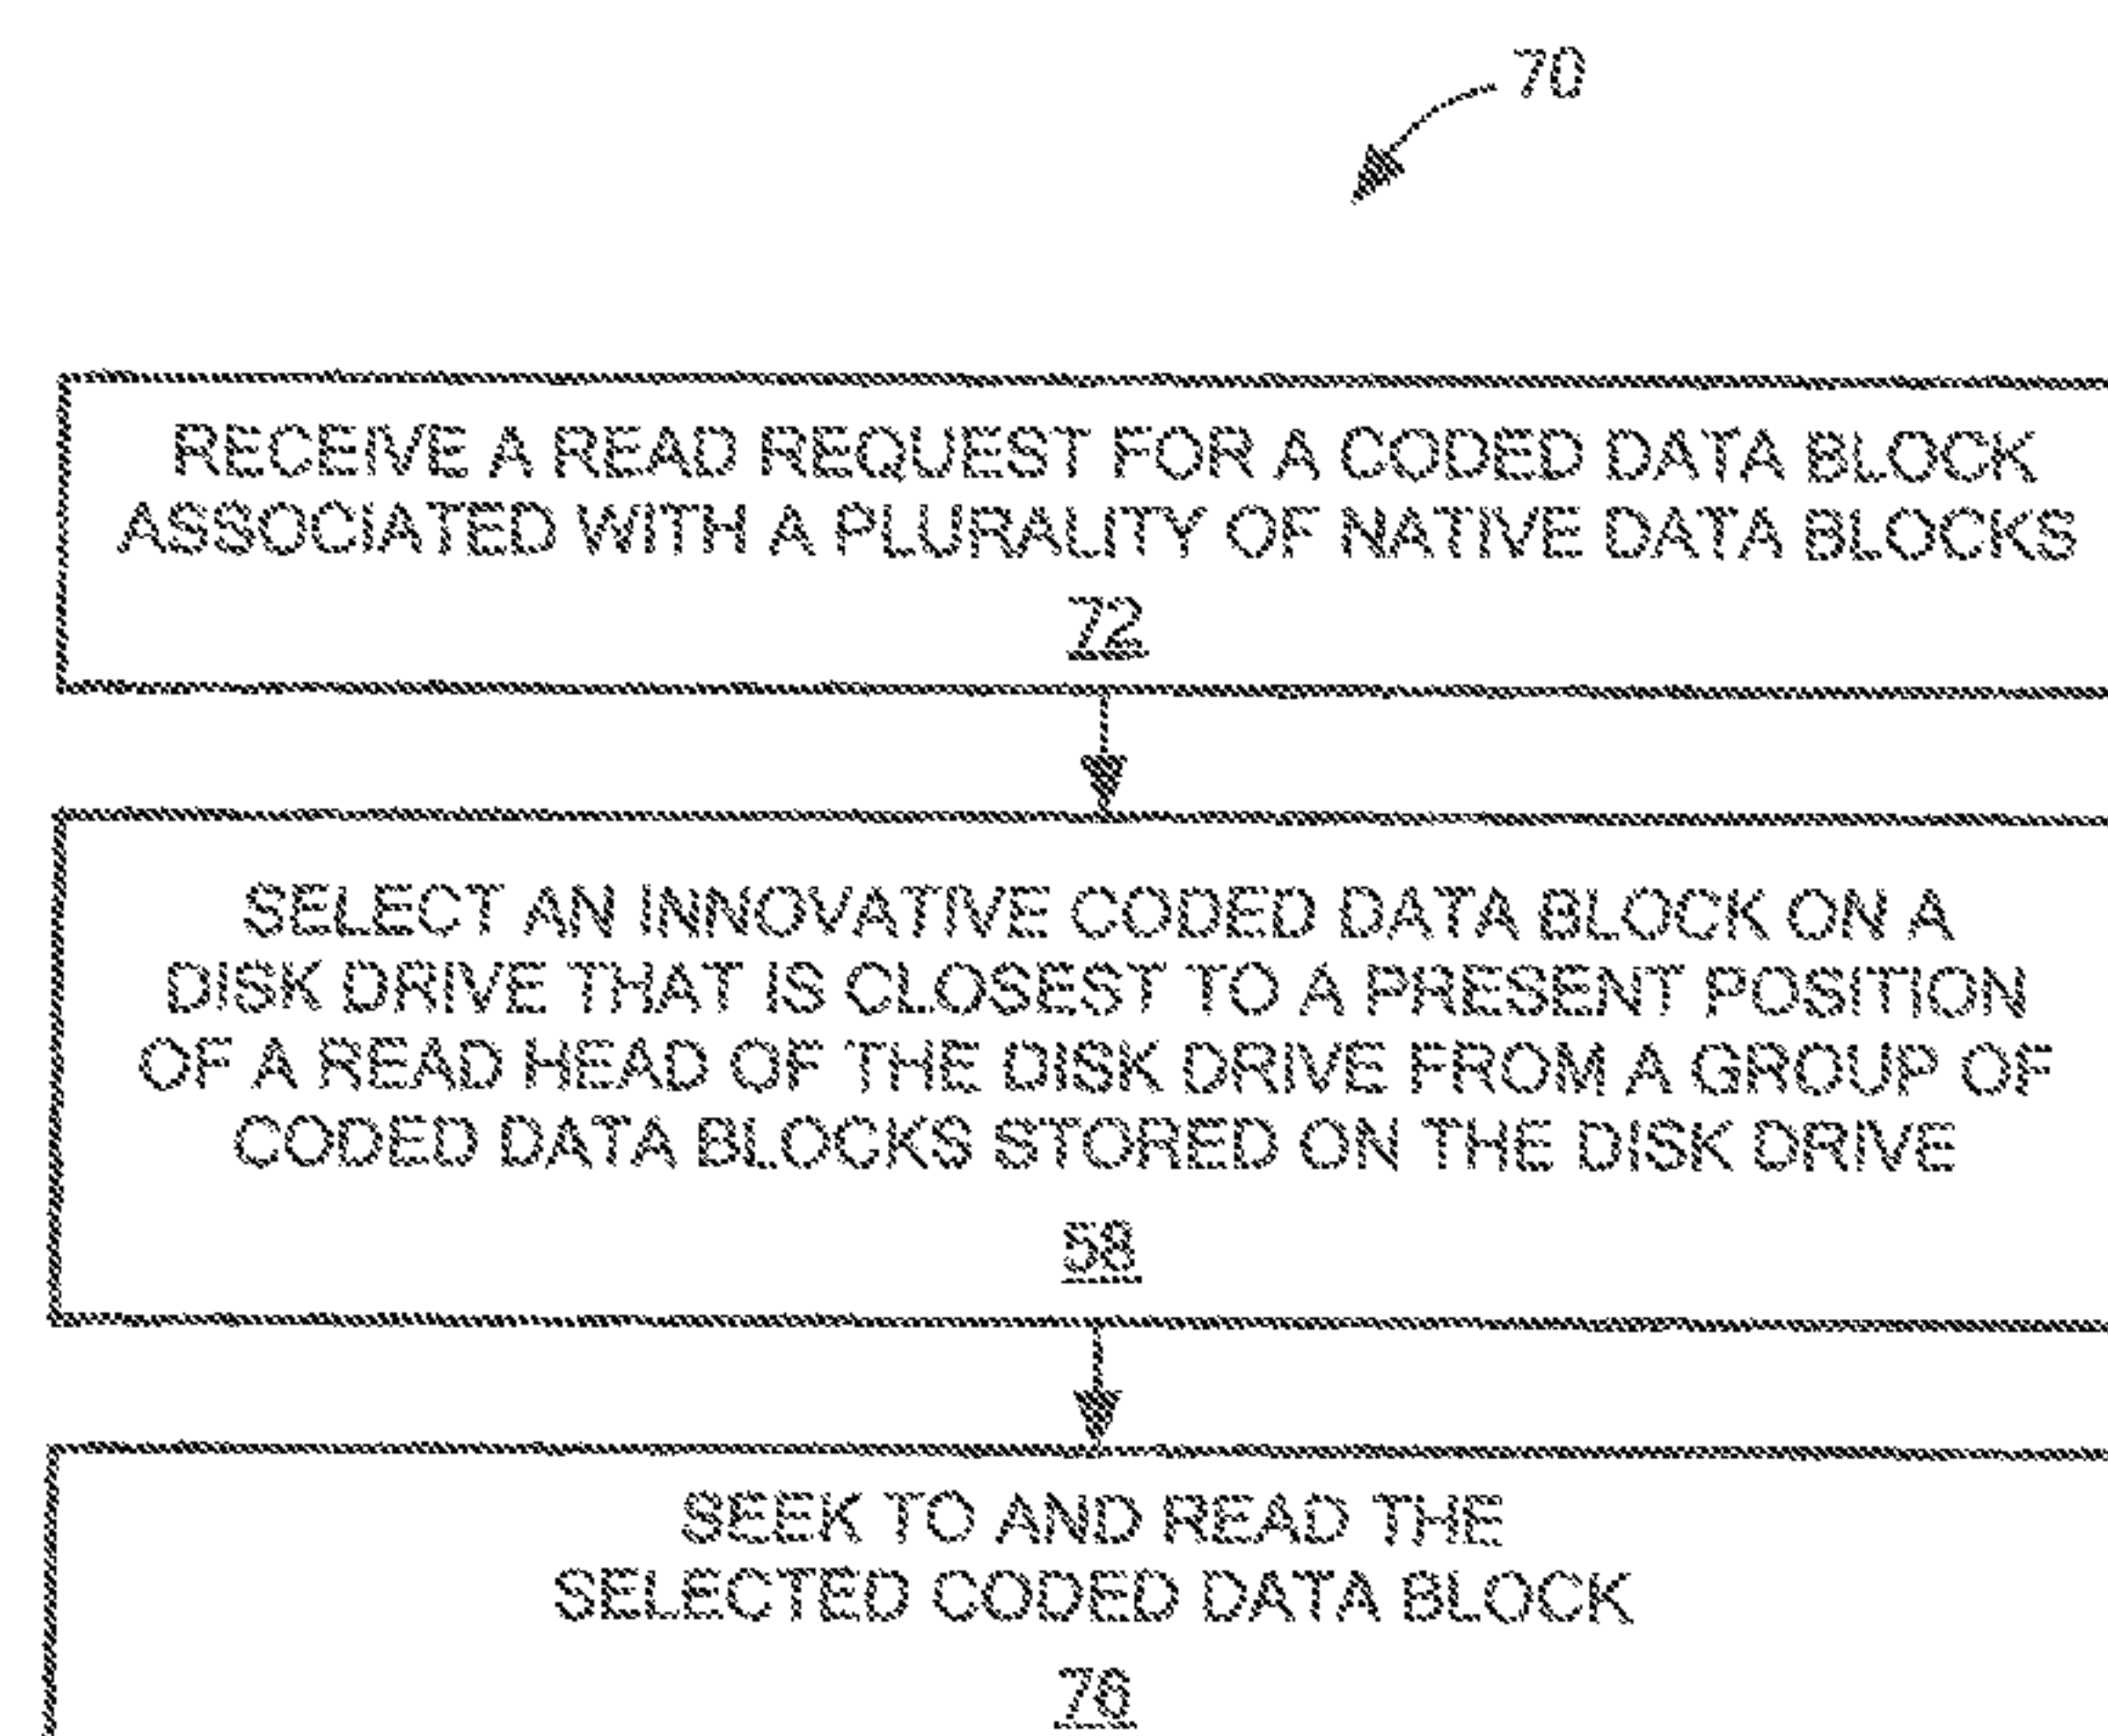 70
RECEIVE A READ REQUEST FOR A CODED DATA BLOCK
ASSOCIATED WITH A PLURALITY OF NATIVE DATA BLOCKS
72
SELECT AN INNOVATIVE CODED DATA BLOCK ON A
DISK DRIVE THAT IS CLOSEST TO A PRESENT POSITION
OF A READ HEAD OF THE DISK DRIVE FROM A GROUP OF
CODED DATA BLOCKS STORED ON THE DISK DRIVE
58
SEEK TO AND READ THE
SELECTED CODED DATA BLOCK
76